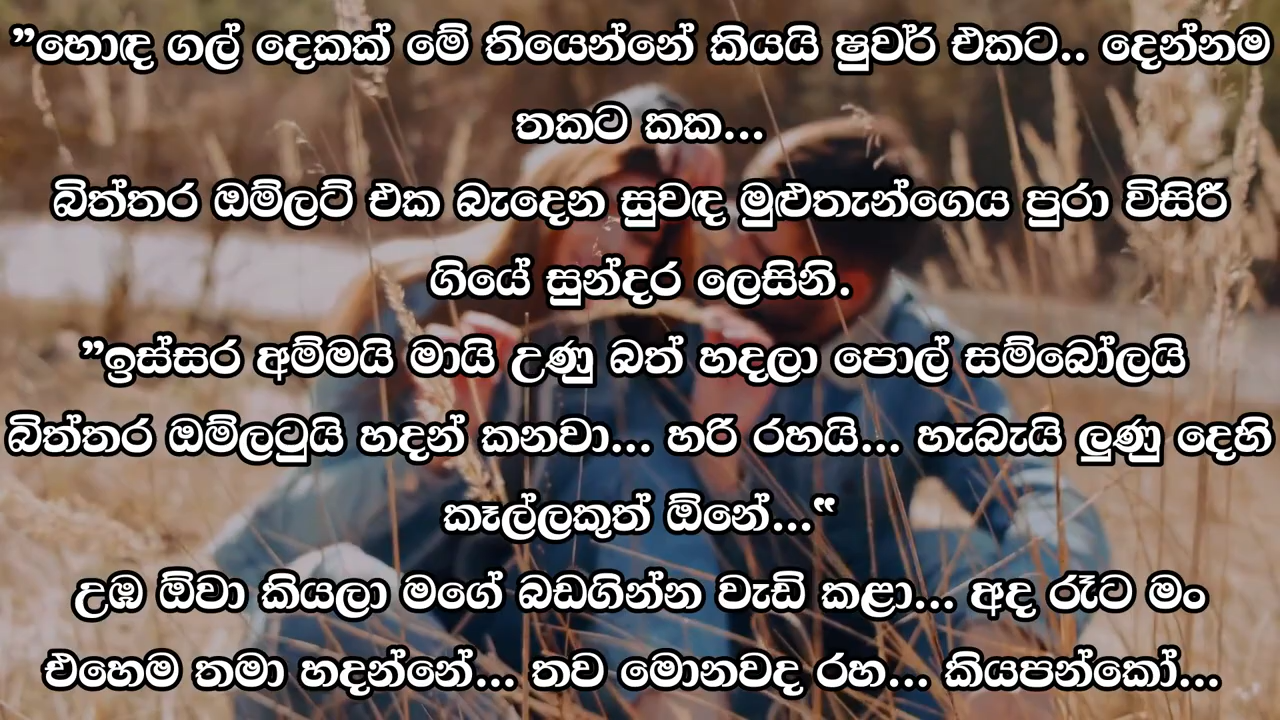 ”හොඳ ගල් දෙකක් මේ තියෙන්නේ කියයි ෂුවර් එකට.. දෙන්නම
තකට කක...
බිත්තර ඔම්ලට් එක බැදෙන සුවඳ මුළුතැන්ගෙය පුරා විසිරී
ගියේ සුන්දර ලෙසිනි.
”ඉස්සර අම්මයි මායි උණු බත් හදලා පොල් සම්බෝලයි
බිත්තර ඔම්ලටුයි හදන් කනවා... හරි රහයි... හැබැයි ලුණු දෙහි
කෑල්ලකුත් ඕනේ...“
උඹ ඕවා කියලා මගේ බඩගින්න වැඩි කළා... අද රෑට මං
එහෙම තමා හදන්නේ... තව මොනවද රහ... කියපන්කෝ...